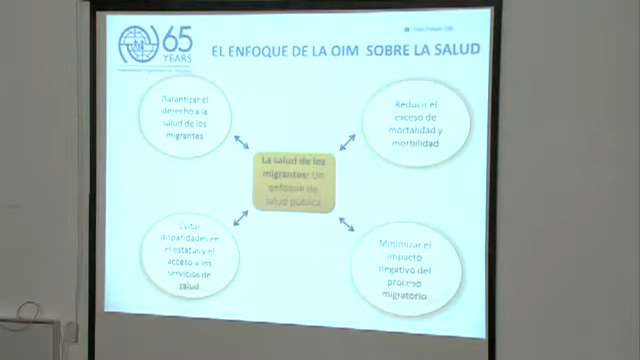 65
YEARS
EL ENFOQUE DE LA OIM SOBRE LA SALUD
Garantizar el
derecho a la
salud de los
migrantes
Reducir el
exceso de
mortalidad y
morbilidad
La salud de los
migrantes: Un
enfoque de
salud pública
Evitar
disparidades en
el estatus y el
acceso a los
servicios de
salud
Minimizar el
impacto
negativo del
proceso
migratorio